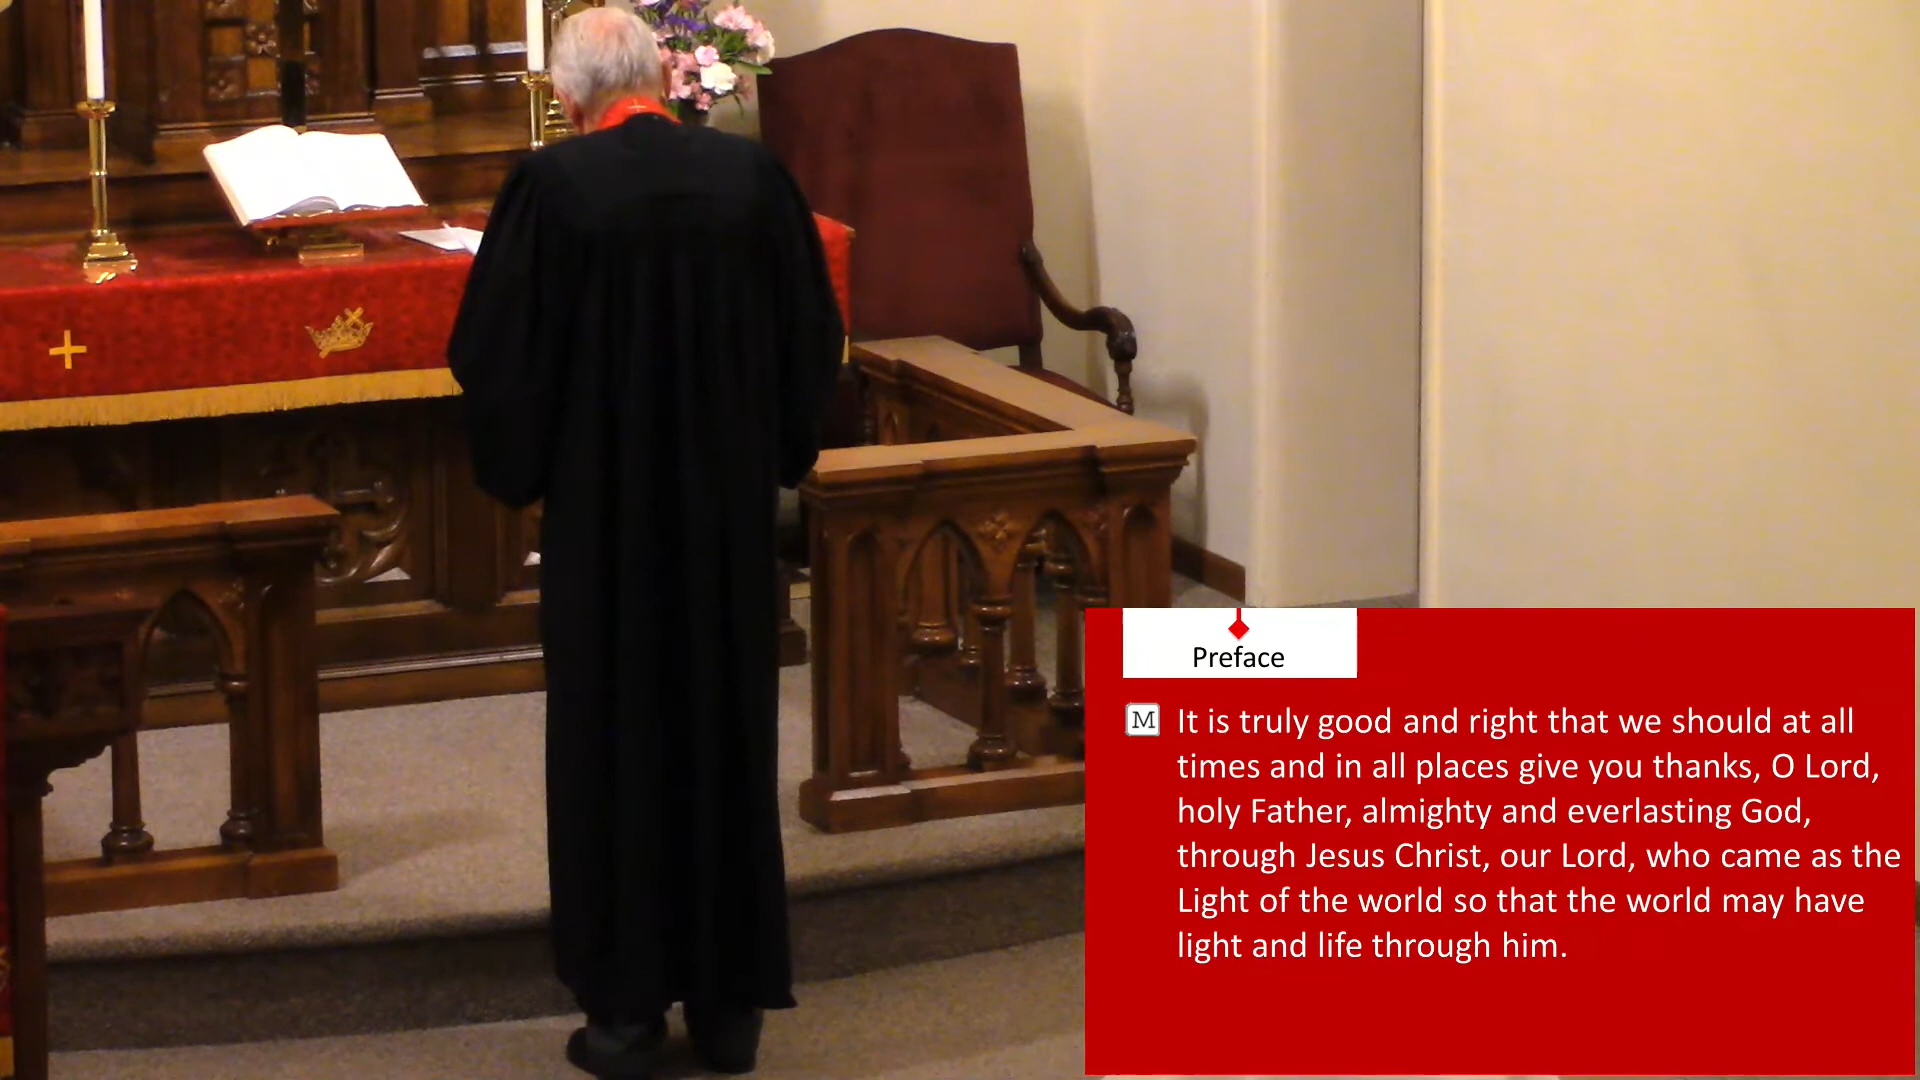 Preface
M It is truly good and right that we should at all
times and in all places give you thanks, O Lord,
holy Father, almighty and everlasting God,
through Jesus Christ, our Lord, who came as the
Light of the world so that the world may have
light and life through him.